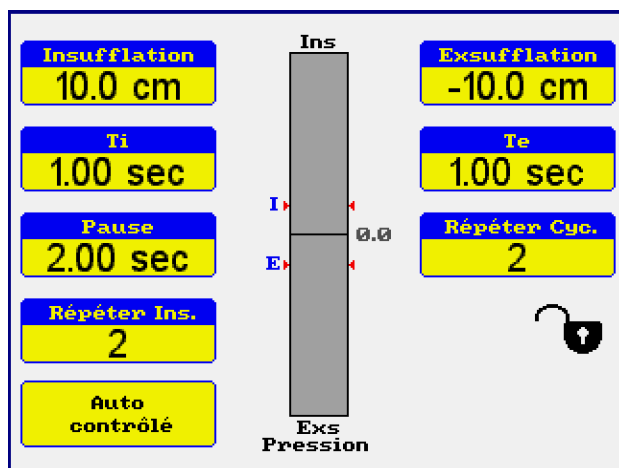 Insufflation
10.0 cm
Ti
1.00 sec
Pause
2.00 sec
Répéter Ins.
2
Auto
contrôlé
Ins
I
0.0
E
Exs
Pression
Exsufflation
-10.0 cm
Te
1.00 sec
Répéter Cyc.
2